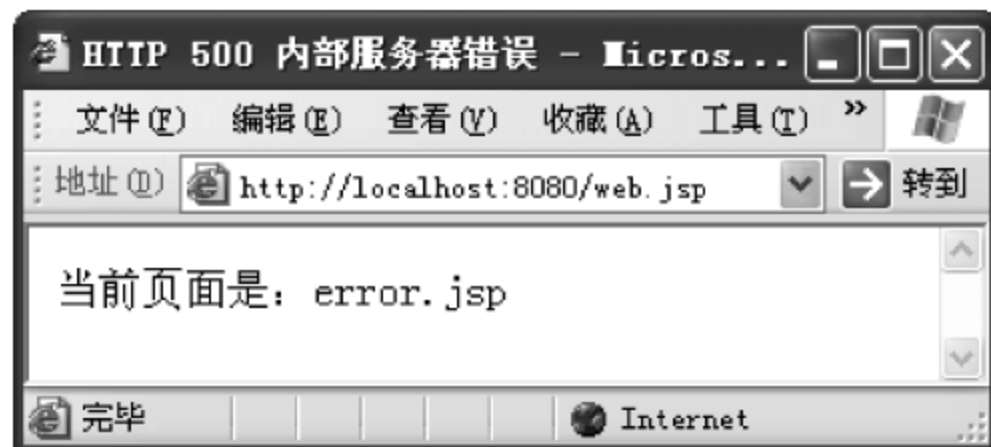 HTTP 500 内部服务器错误 - Micros...
文件(F) 编辑(E) 查看(V) 收藏(A) 工具(T) »
地址(D) http://localhost:8080/web.jsp 转到
当前页面是：error.jsp
完毕 Internet